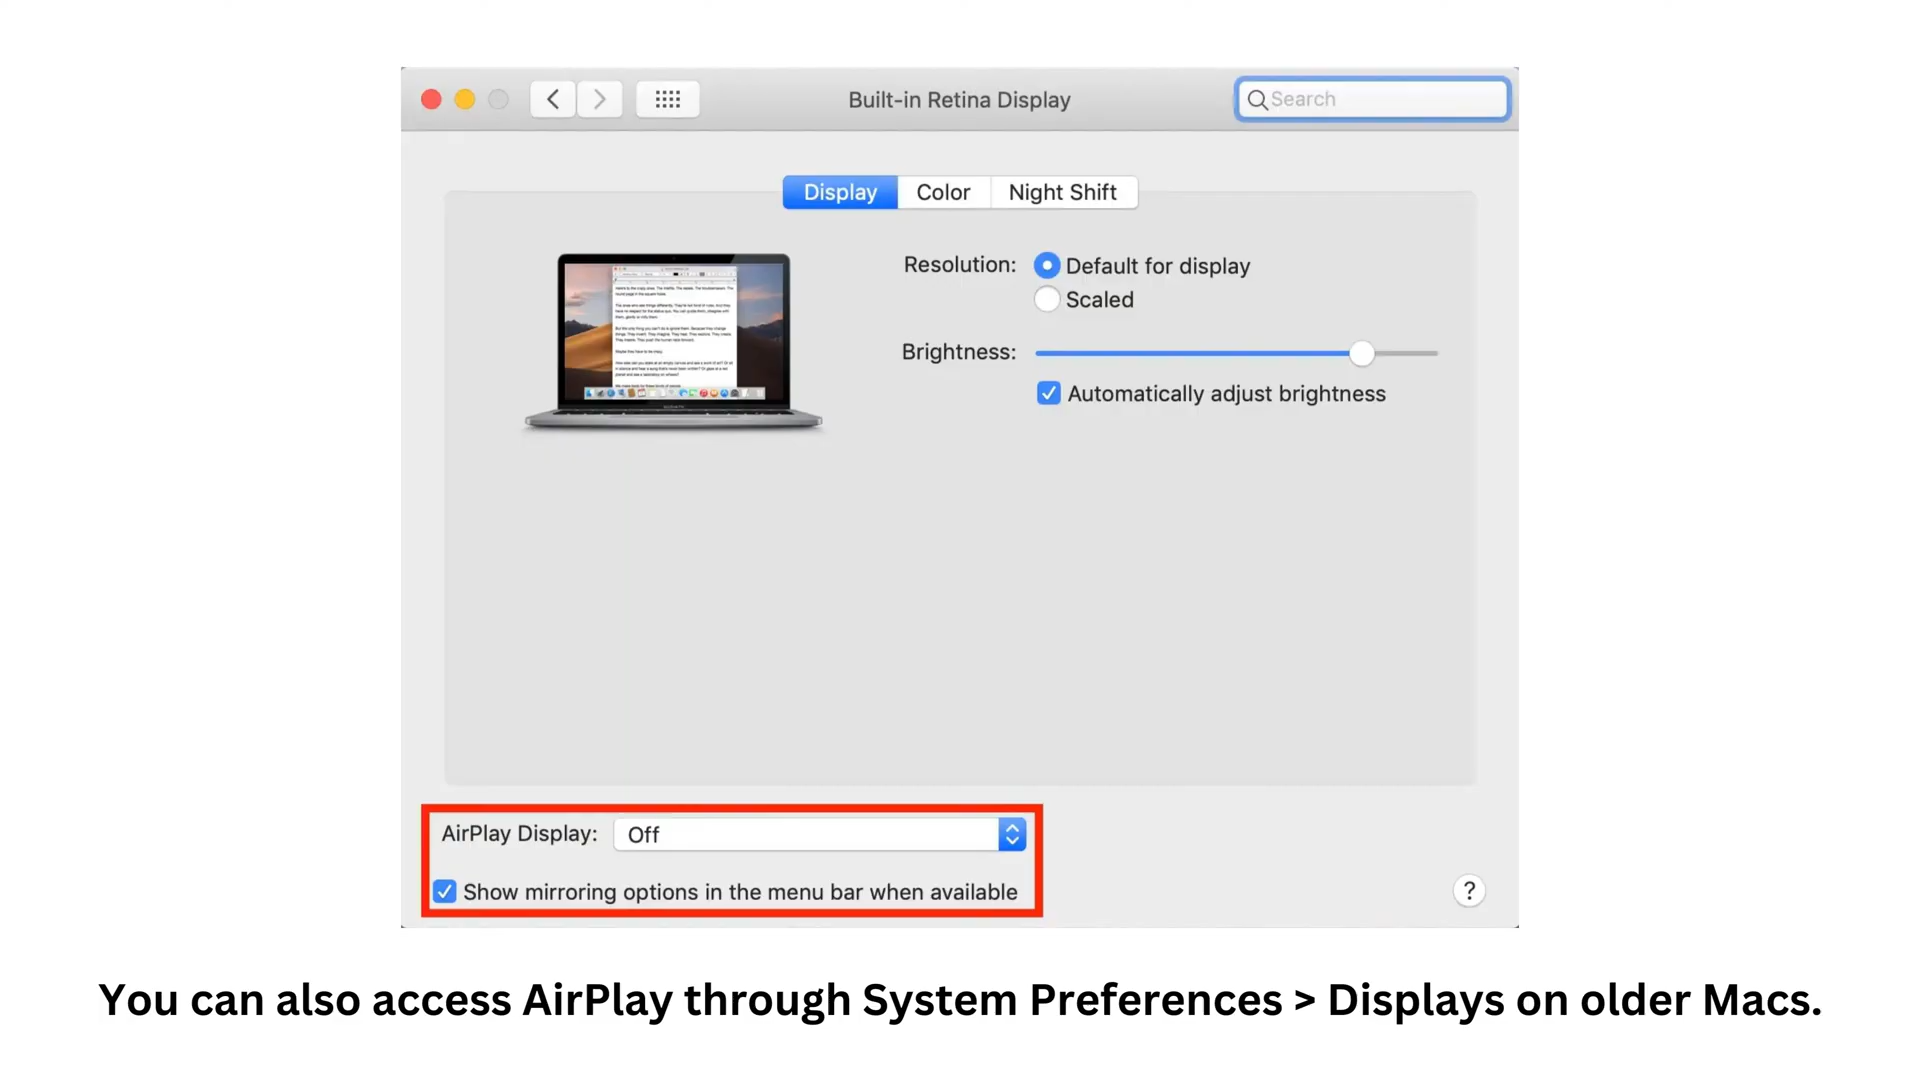 Built-in Retina Display
Search
Display Color Night Shift
Resolution: Default for display
Scaled
Brightness:
Automatically adjust brightness
AirPlay Display: Off
Show mirroring options in the menu bar when available
?
You can also access AirPlay through System Preferences > Displays on older Macs.